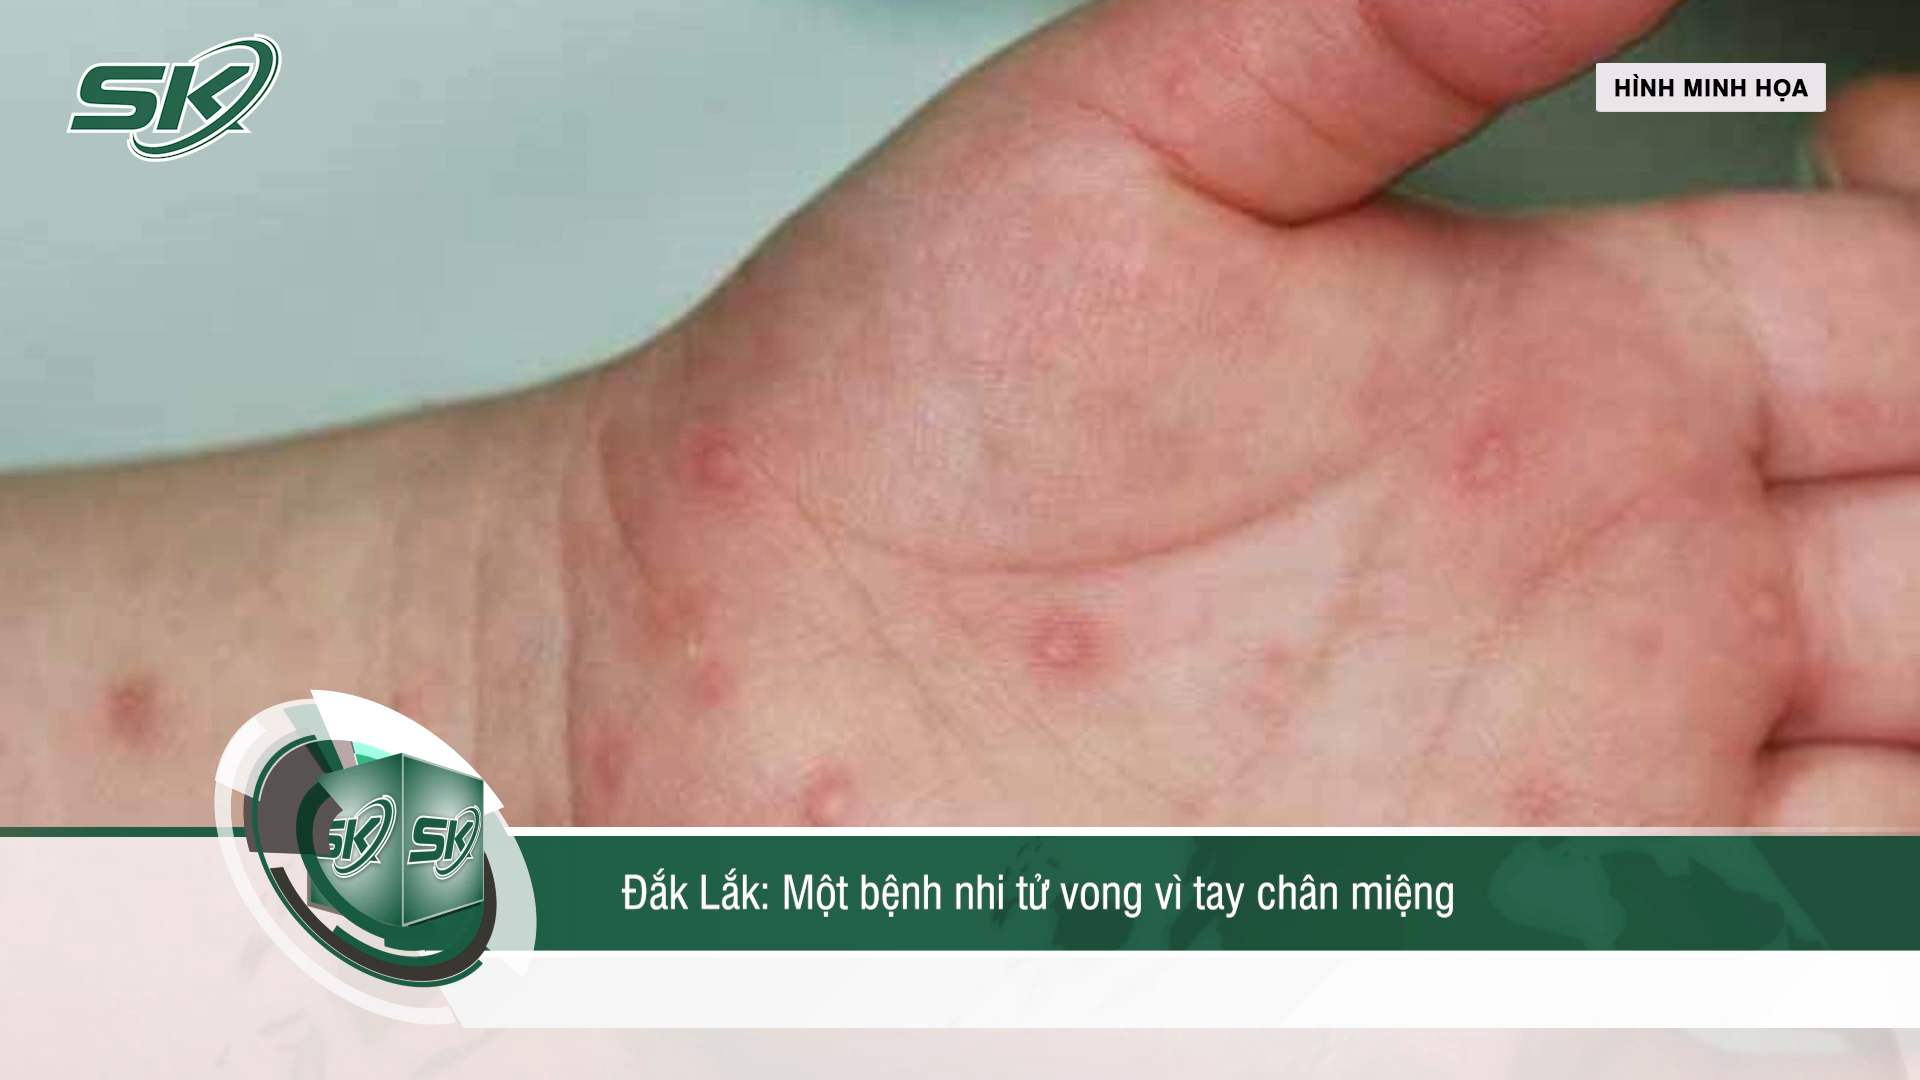 SK
HÌNH MINH HỌA
SK SK
Đắk Lắk: Một bệnh nhi tử vong vì tay chân miệng